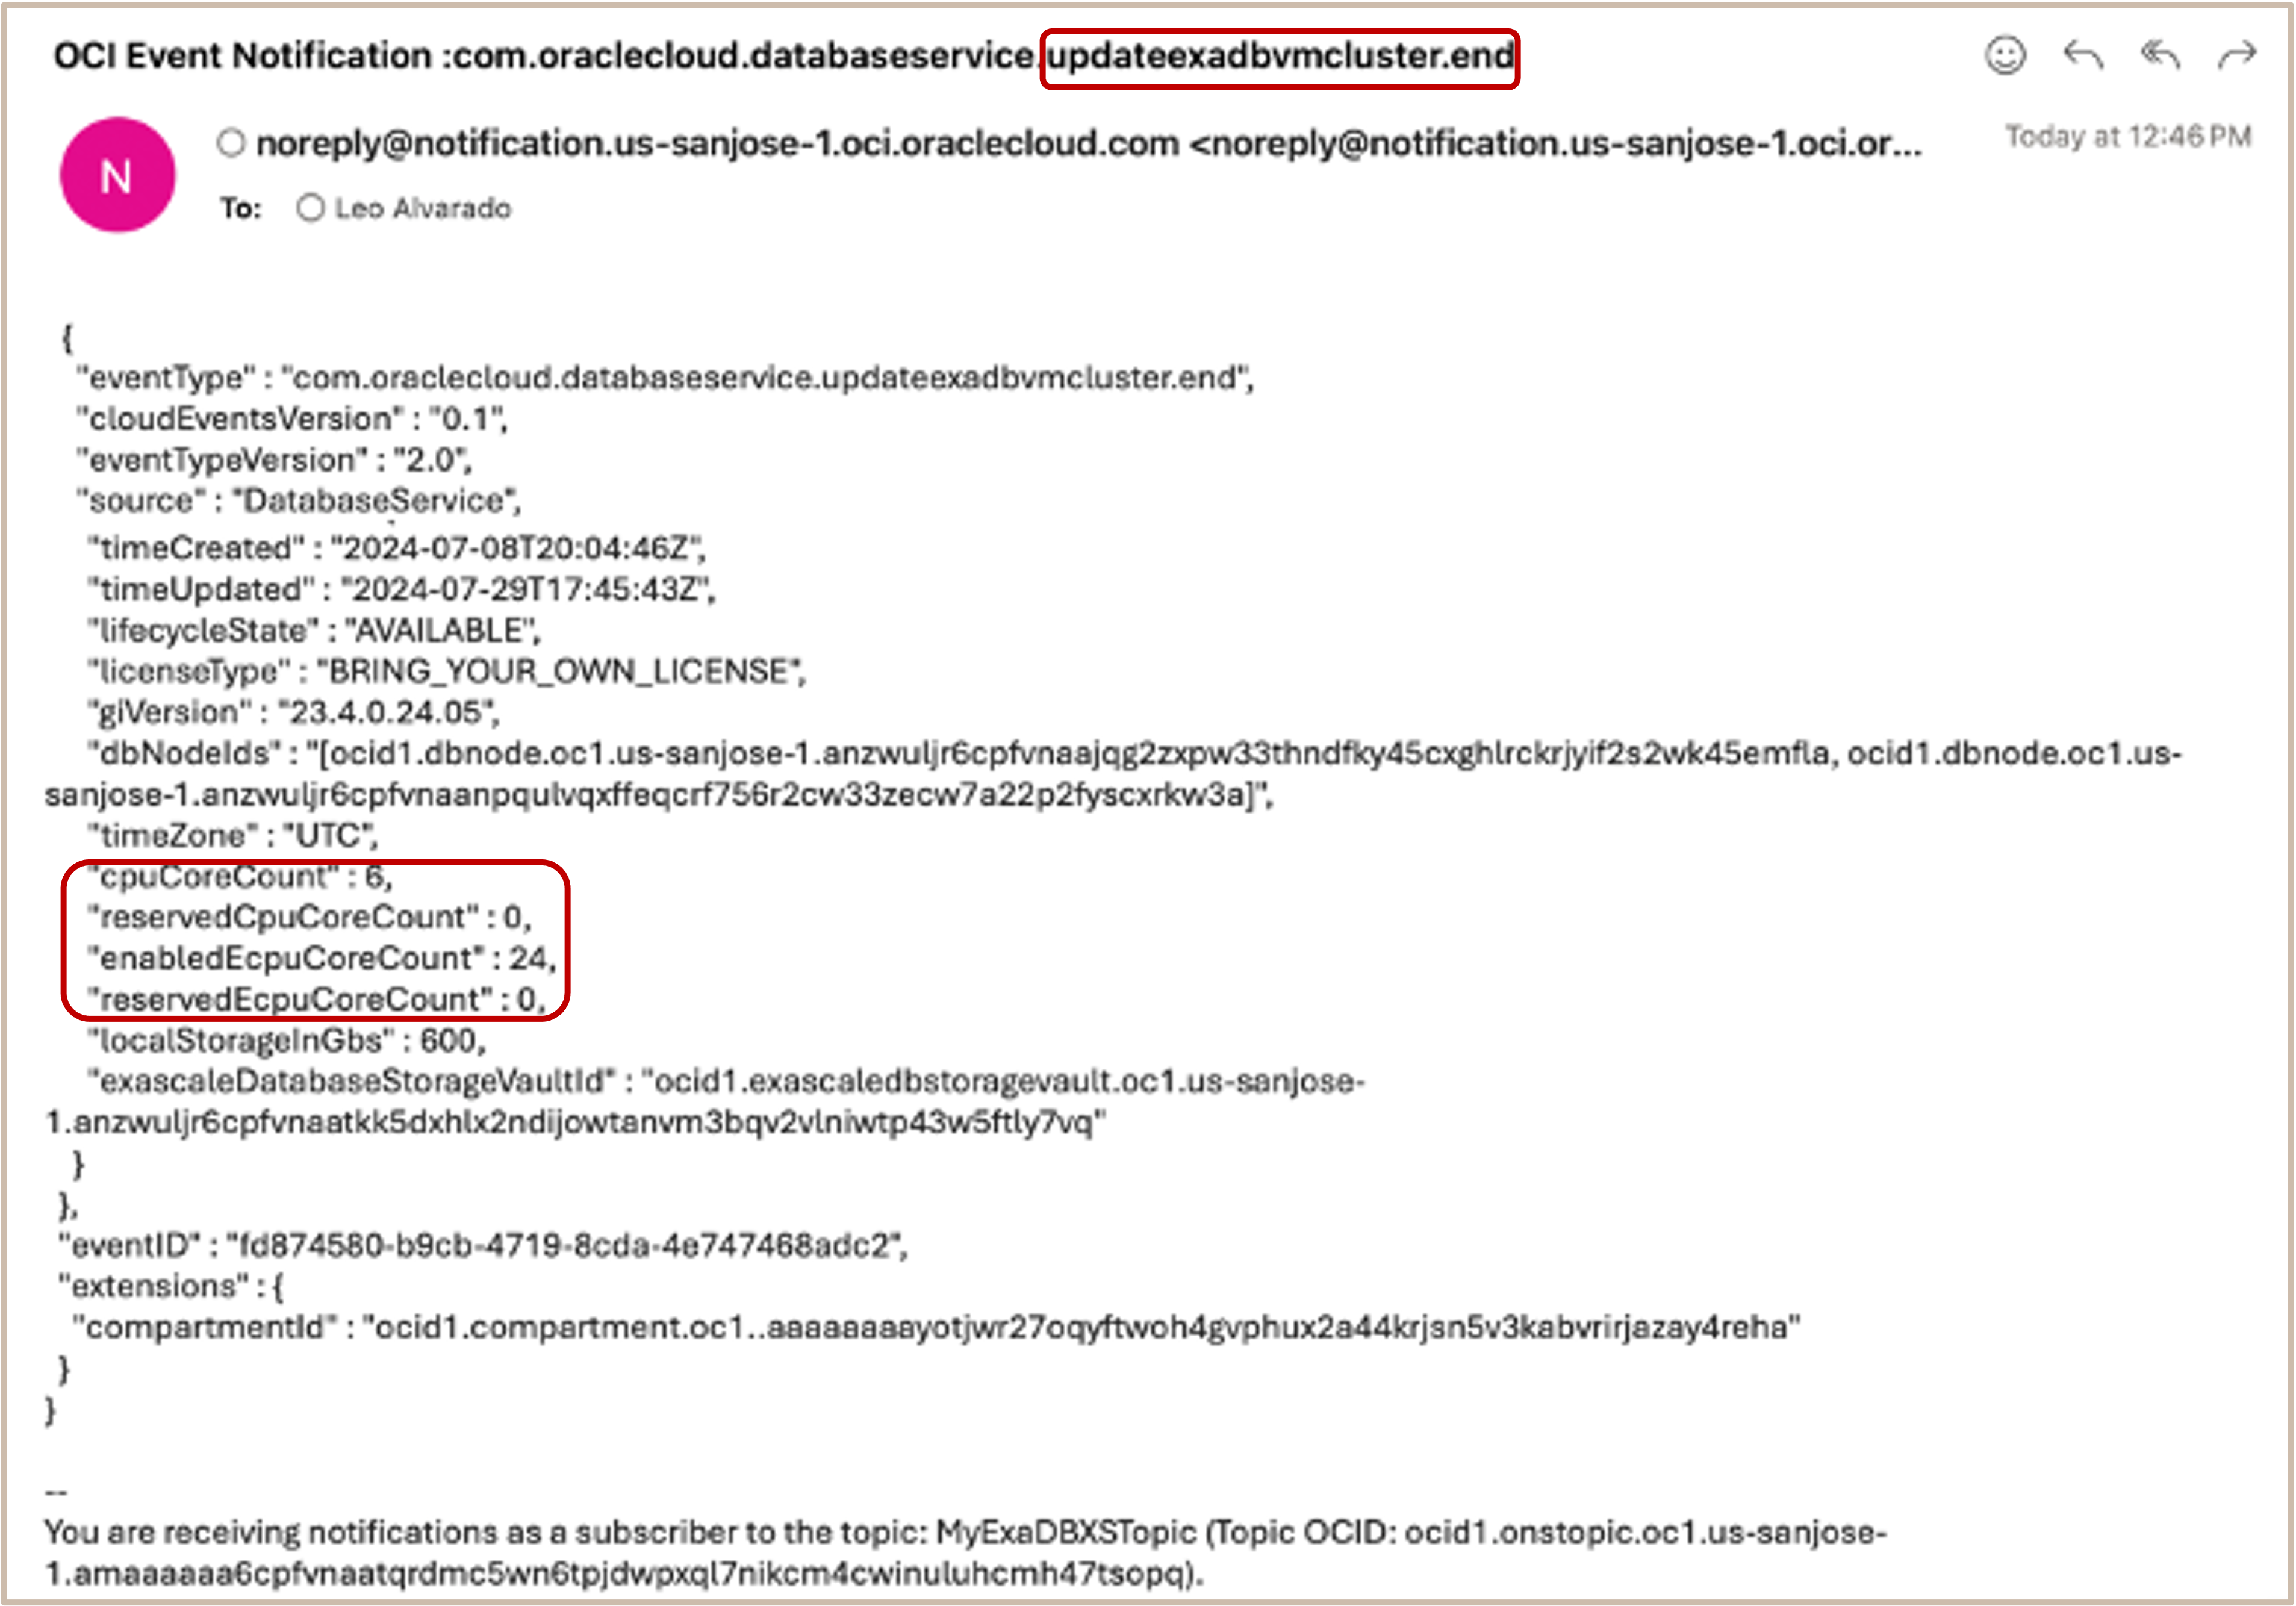 OCI Event Notification :com.oraclecloud.databaseservice.updateexadbvmcluster.end
N
noreply@notification.us-sanjose-1.oci.oraclecloud.com <noreply@notification.us-sanjose-1.oci.or...
Today at 12:46 PM
To: Leo Alvarado
{
"eventType" : "com.oraclecloud.databaseservice.updateexadbvmcluster.end",
"cloudEventsVersion" : "0.1",
"eventTypeVersion" : "2.0",
"source" : "DatabaseService",
"timeCreated" : "2024-07-08T20:04:46Z",
"timeUpdated" : "2024-07-29T17:45:43Z",
"lifecycleState" : "AVAILABLE",
"licenseType" : "BRING_YOUR_OWN_LICENSE",
"giVersion" : "23.4.0.24.05",
"dbNodeIds" : "[ocid1.dbnode.oc1.us-sanjose-1.anzwuljr6cpfvnaajqg2zxpw33thndfky45cxghlrckrjyif2s2wk45emfla, ocid1.dbnode.oc1.us-
sanjose-1.anzwuljr6cpfvnaanpqulvqxffeqcrf756r2cw33zecw7a22p2fyscxrkw3a]",
"timeZone" : "UTC",
"cpuCoreCount" : 6,
"reservedCpuCoreCount" : 0,
"enabledEcpuCoreCount" : 24,
"reservedEcpuCoreCount" : 0,
"localStorageInGbs" : 600,
"exascaleDatabaseStorageVaultId" : "ocid1.exascaledbstoragevault.oc1.us-sanjose-
1.anzwuljr6cpfvnaatkk5dxhlx2ndijowtanvm3bqv2vlniwtp43w5ftly7vq"
}
},
"eventID" : "fd874580-b9cb-4719-8cda-4e747468adc2",
"extensions" : {
"compartmentId" : "ocid1.compartment.oc1..aaaaaaaayotjwr27oqyftwoh4gvphux2a44krjsn5v3kabvrirjazay4reha"
}
}
--
You are receiving notifications as a subscriber to the topic: MyExaDBXSTopic (Topic OCID: ocid1.onstopic.oc1.us-sanjose-
1.amaaaaaa6cpfvnaatqrdmc5wn6tpjdwpxql7nikcm4cwinuluhcmh47tsopq).